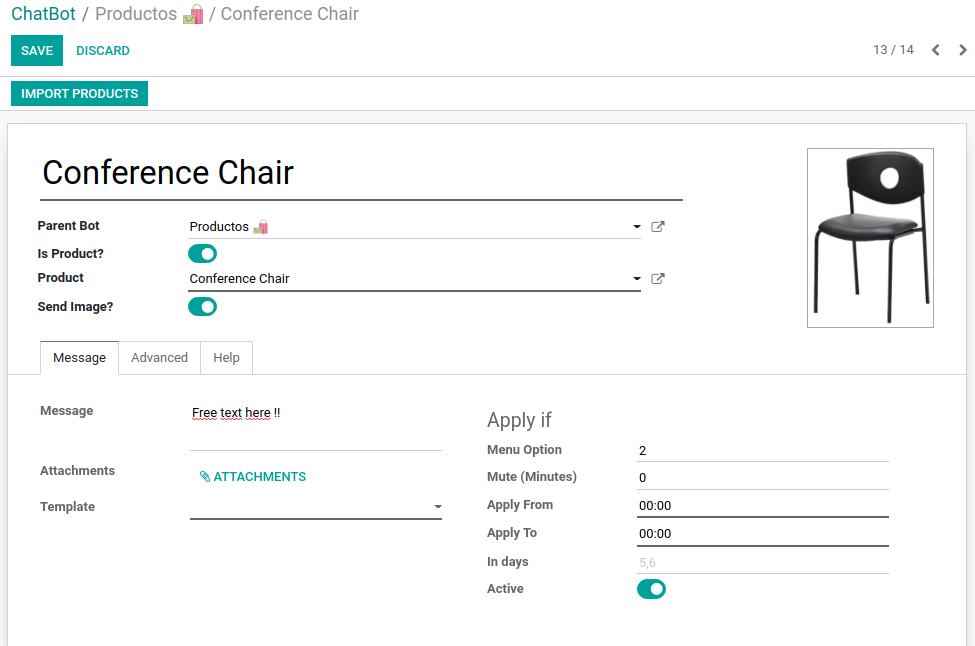 ChatBot / Productos 🛍️ / Conference Chair
SAVE DISCARD 13 / 14
IMPORT PRODUCTS
Conference Chair
Parent Bot Productos 🛍️
Is Product?
Product Conference Chair
Send Image?
Message Advanced Help
Message Free text here !!
Apply if
Menu Option 2
Attachments ATTACHMENTS
Mute (Minutes) 0
Template
Apply From 00:00
Apply To 00:00
In days 5,6
Active